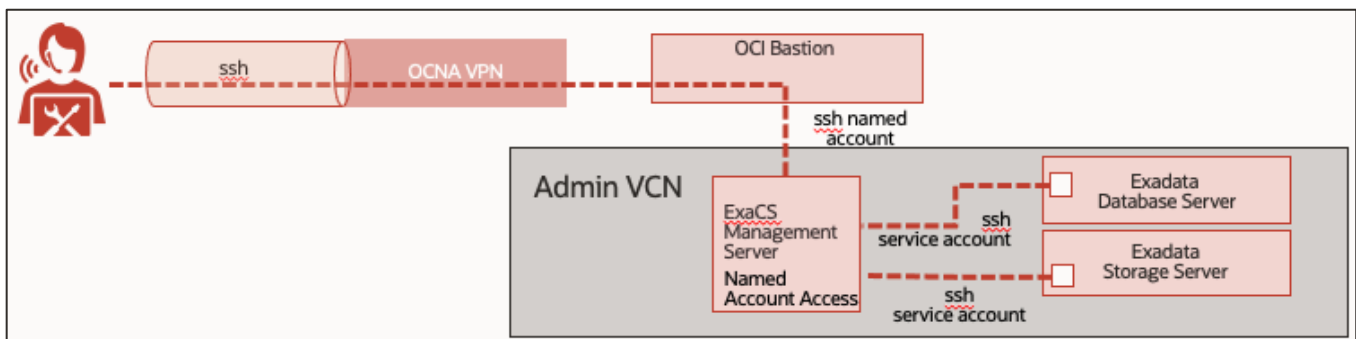 ssh
OCNA VPN
OCI Bastion
ssh named
account
Admin VCN
ExaCS
Management
Server
Named
Account Access
ssh
service account
ssh
service account
Exadata
Database Server
Exadata
Storage Server